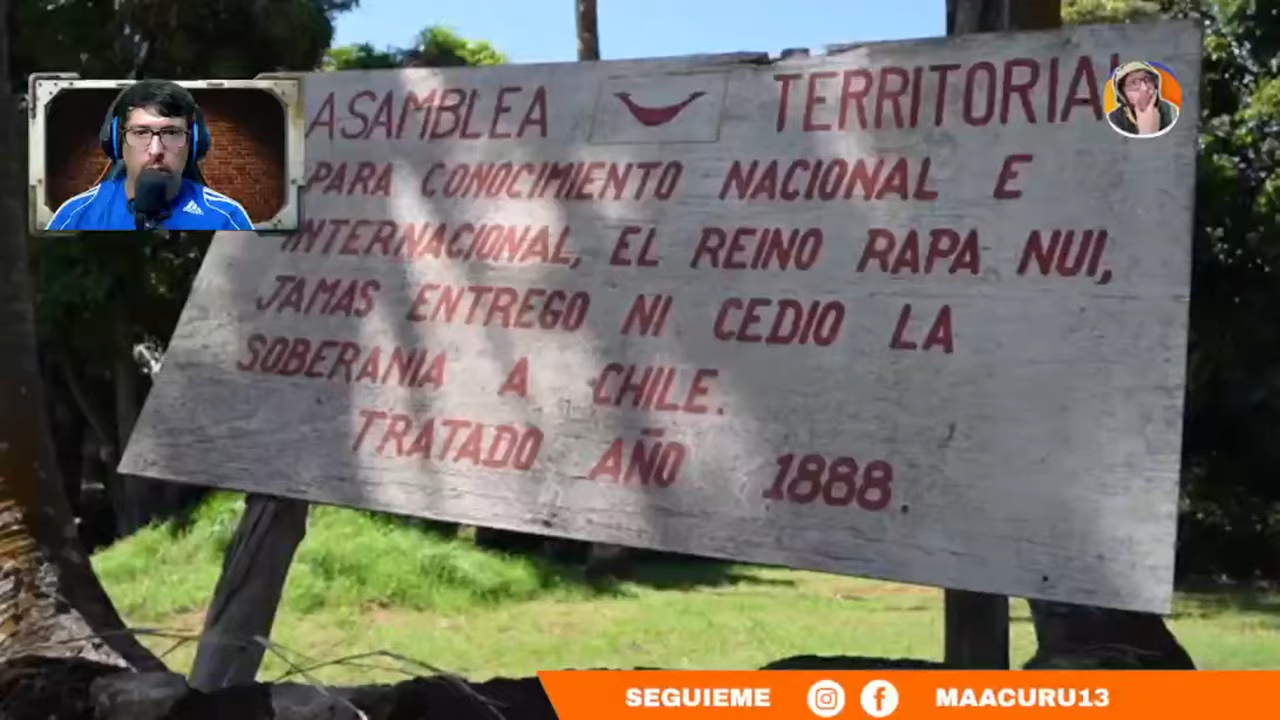 ASAMBLEA TERRITORIAL
PARA CONOCIMIENTO NACIONAL E
INTERNACIONAL, EL REINO RAPA NUI,
JAMAS ENTREGO NI CEDIO LA
SOBERANIA A CHILE.
TRATADO AÑO 1888.
SEGUIEME MAACURU13